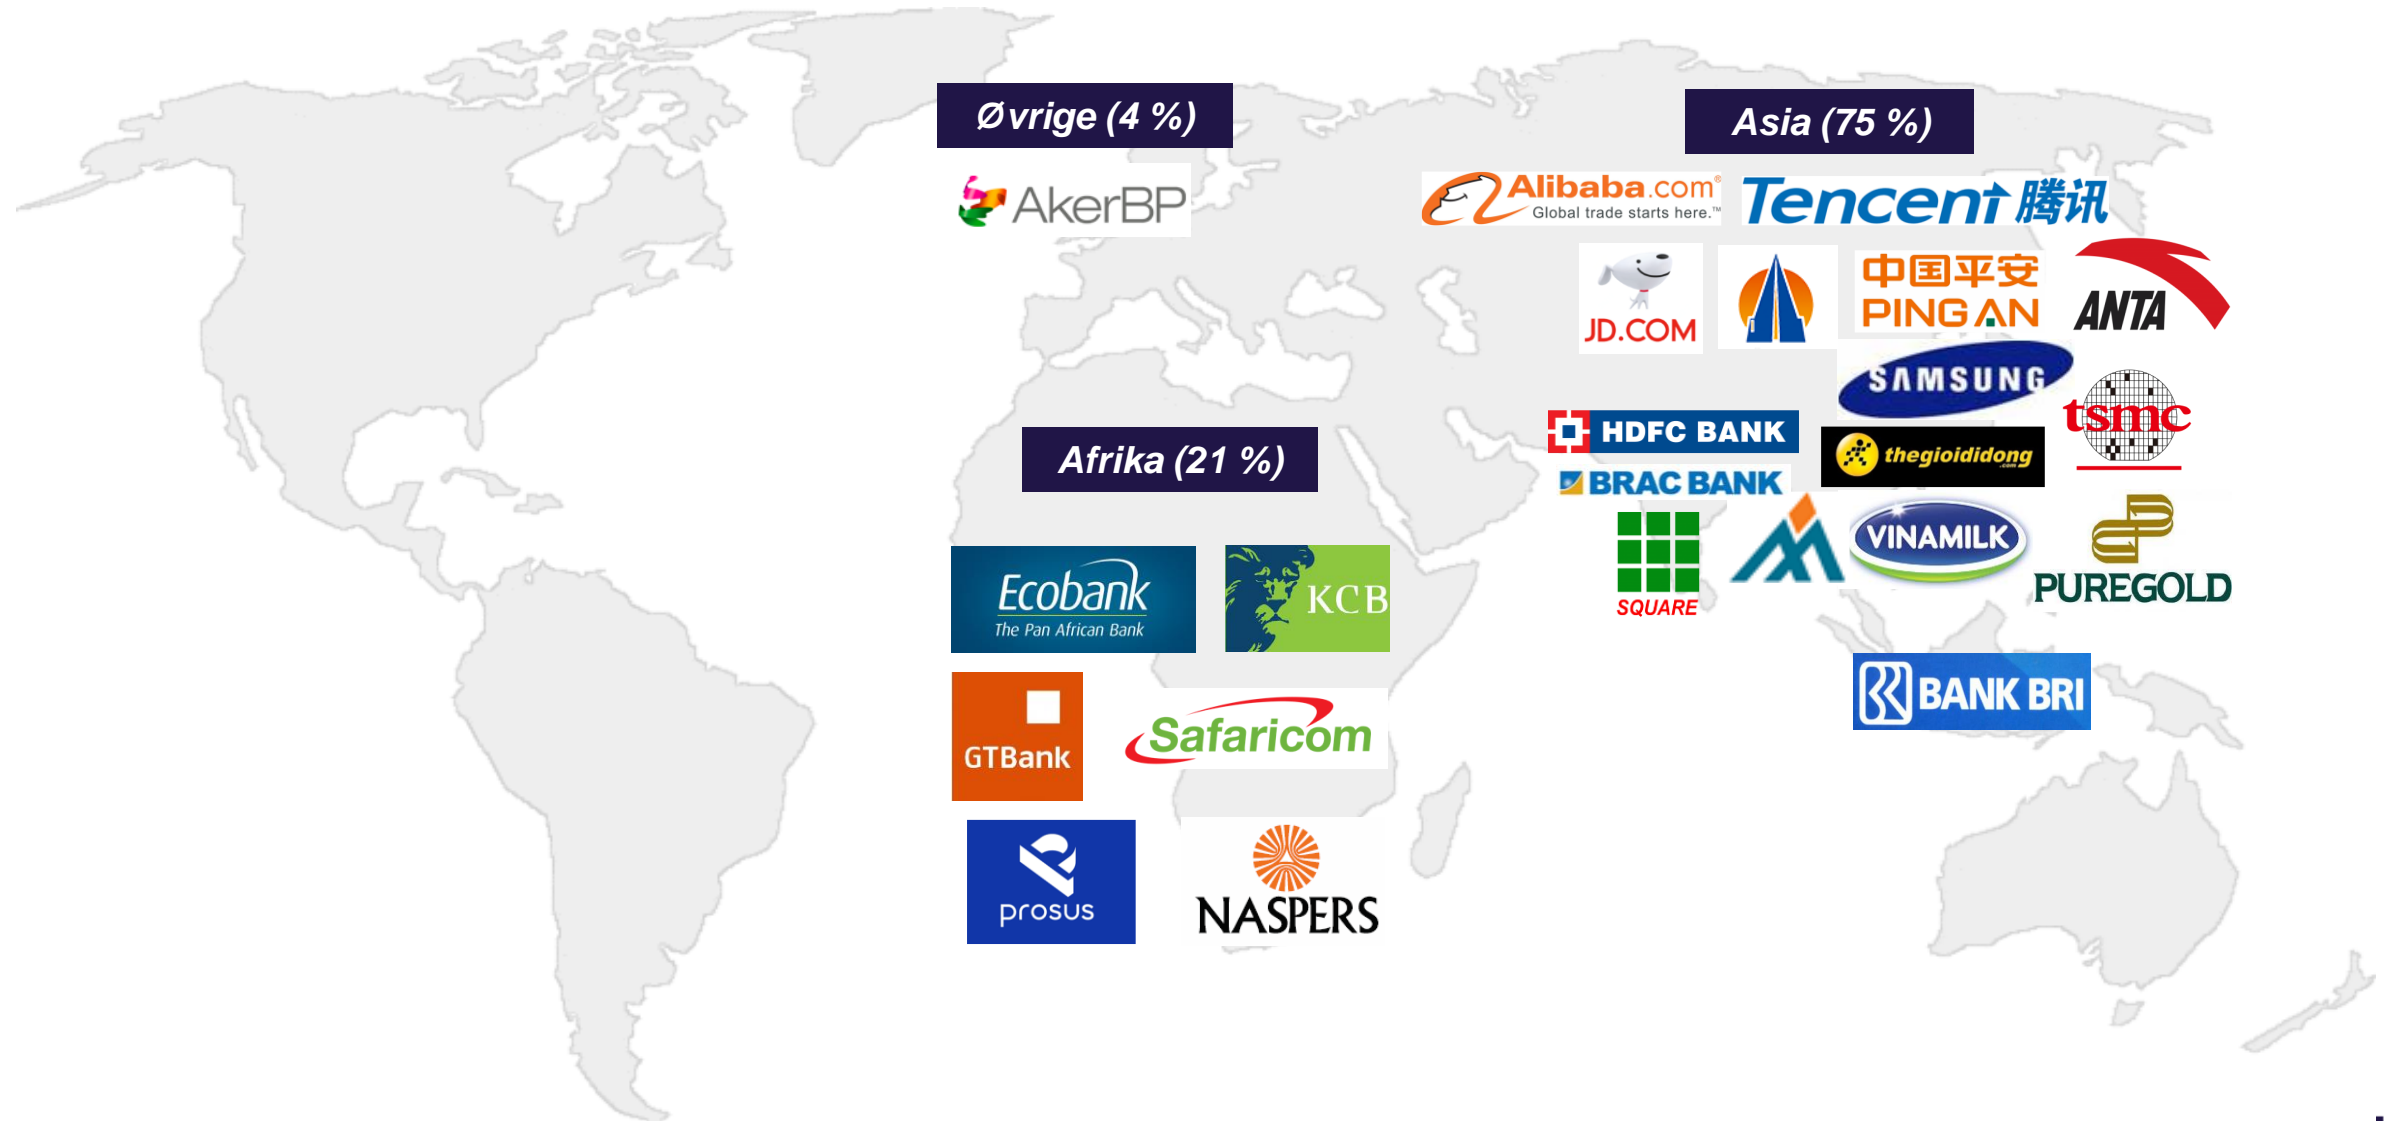 Øvrige (4 %)
AkerBP
Asia (75 %)
Alibaba.com®
Global trade starts here.™
Tencent 腾讯
JD.COM
中国平安
PING AN
ANTA
SAMSUNG
tsmc
HDFC BANK
thegioididong
.com
BRAC BANK
SQUARE
VINAMILK
PUREGOLD
BANK BRI
Afrika (21 %)
Ecobank
The Pan African Bank
KCB
GTBank
Safaricom
prosus
NASPERS